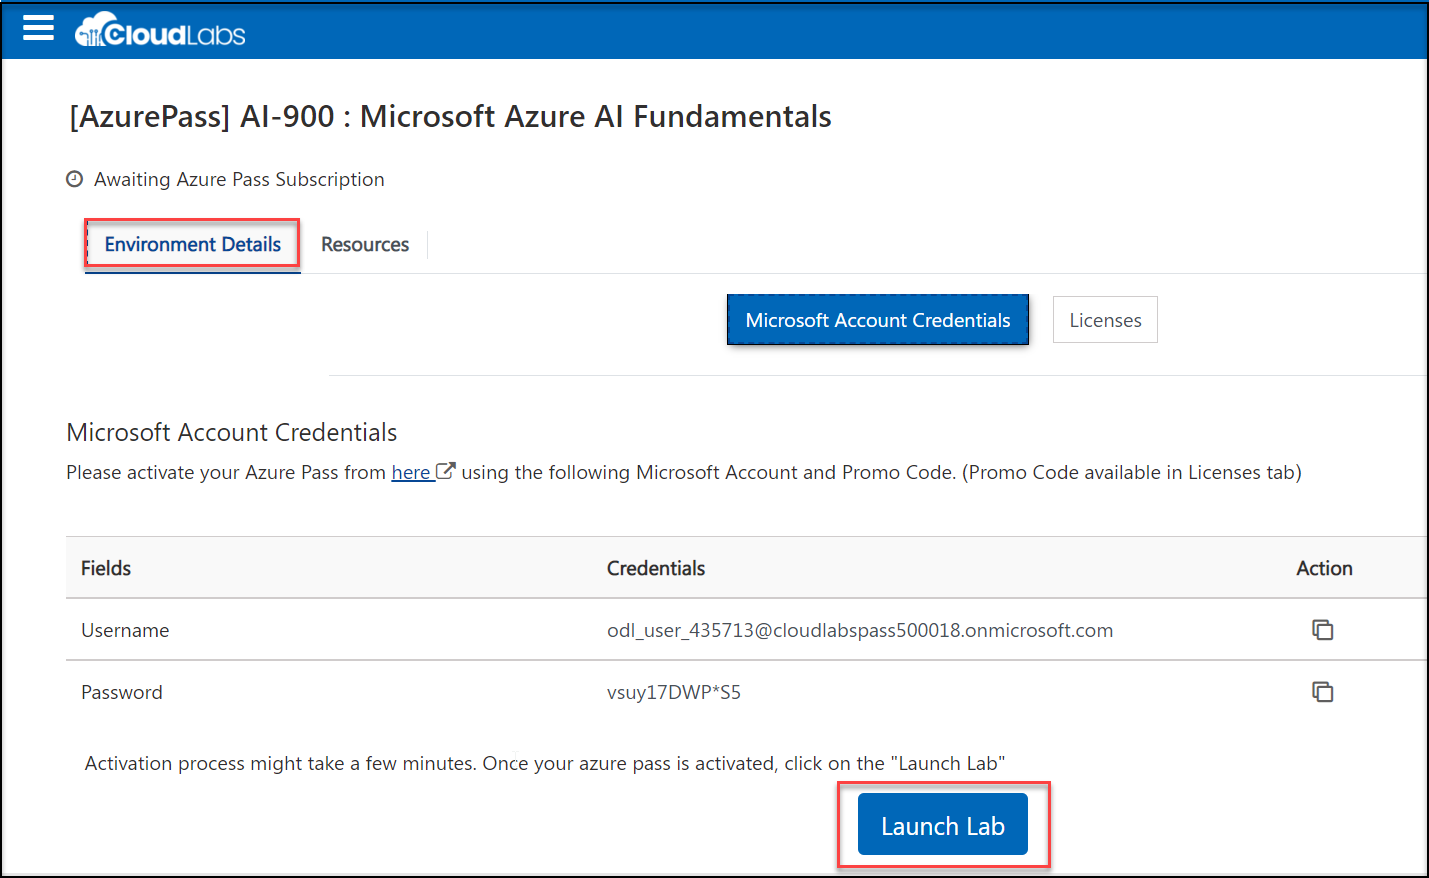 CloudLabs
[AzurePass] AI-900 : Microsoft Azure AI Fundamentals
Awaiting Azure Pass Subscription
Environment Details Resources
Microsoft Account Credentials Licenses
Microsoft Account Credentials
Please activate your Azure Pass from here using the following Microsoft Account and Promo Code. (Promo Code available in Licenses tab)
Fields Credentials Action
Username odl_user_435713@cloudlabspass500018.onmicrosoft.com
Password vsuy17DWP*S5
Activation process might take a few minutes. Once your azure pass is activated, click on the "Launch Lab"
Launch Lab